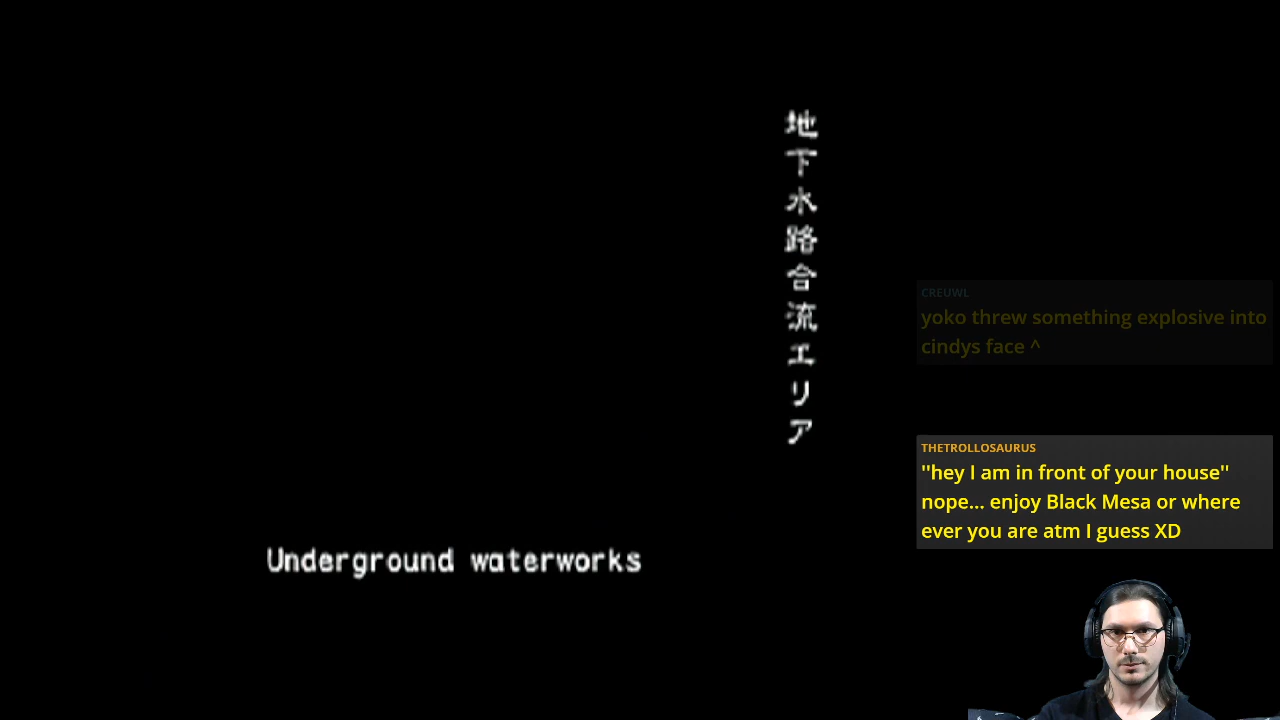 地下水路合流エリア
Underground waterworks
CREUWL
yoko threw something explosive into
cindys face ^
THETROLLOSAURUS
"hey I am in front of your house"
nope... enjoy Black Mesa or where
ever you are atm I guess XD